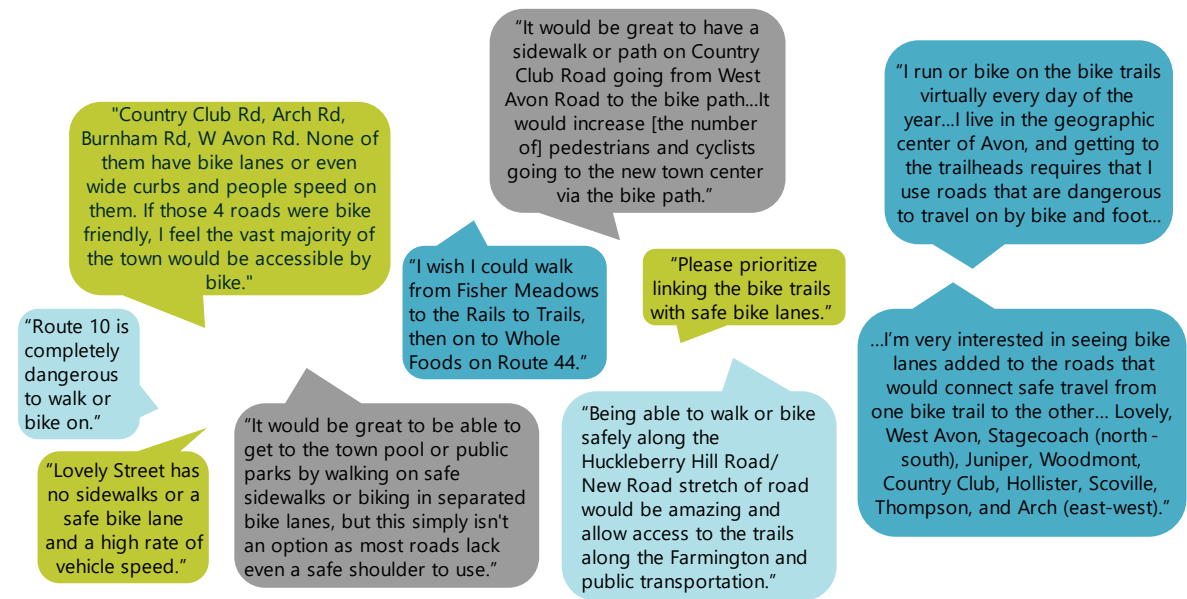 "Country Club Rd, Arch Rd,
Burnham Rd, W Avon Rd. None of
them have bike lanes or even
wide curbs and people speed on
them. If those 4 roads were bike
friendly, I feel the vast majority of
the town would be accessible by
bike."
“It would be great to have a
sidewalk or path on Country
Club Road going from West
Avon Road to the bike path...It
would increase [the number
of] pedestrians and cyclists
going to the new town center
via the bike path.”
“I run or bike on the bike trails
virtually every day of the
year...I live in the geographic
center of Avon, and getting to
the trailheads requires that I
use roads that are dangerous
to travel on by bike and foot...
“I wish I could walk
from Fisher Meadows
to the Rails to Trails,
then on to Whole
Foods on Route 44.”
“Please prioritize
linking the bike trails
with safe bike lanes.”
...I’m very interested in seeing bike
lanes added to the roads that
would connect safe travel from
one bike trail to the other... Lovely,
West Avon, Stagecoach (north-
south), Juniper, Woodmont,
Country Club, Hollister, Scoville,
Thompson, and Arch (east-west).”
“Route 10 is
completely
dangerous
to walk or
bike on.”
“Lovely Street has
no sidewalks or a
safe bike lane
and a high rate of
vehicle speed.”
“It would be great to be able to
get to the town pool or public
parks by walking on safe
sidewalks or biking in separated
bike lanes, but this simply isn't
an option as most roads lack
even a safe shoulder to use.”
“Being able to walk or bike
safely along the
Huckleberry Hill Road/
New Road stretch of road
would be amazing and
allow access to the trails
along the Farmington and
public transportation.”